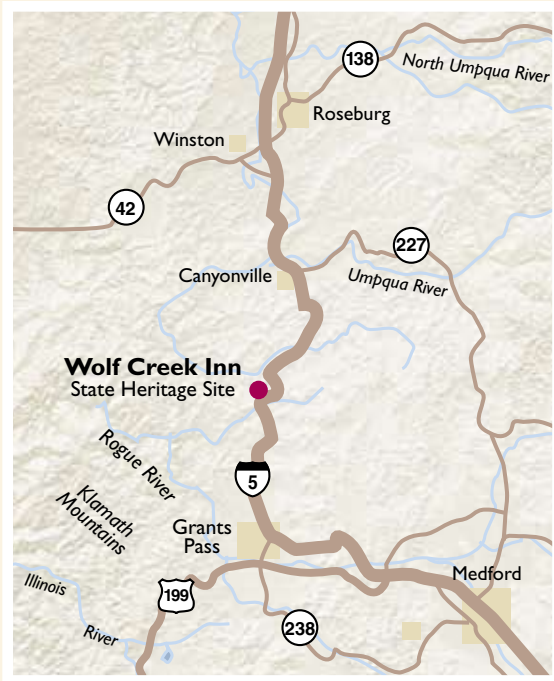 138
North Umpqua River
Roseburg
Winston
42
227
Canyonville
Umpqua River
Wolf Creek Inn
State Heritage Site
Rogue River
5
Klamath
Mountains
Grants
Pass
Medford
Illinois
River
199
238